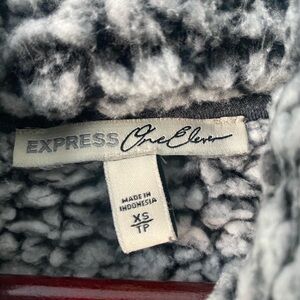 EXPRESS One Eleven
MADE IN
INDONESIA
XS
TP